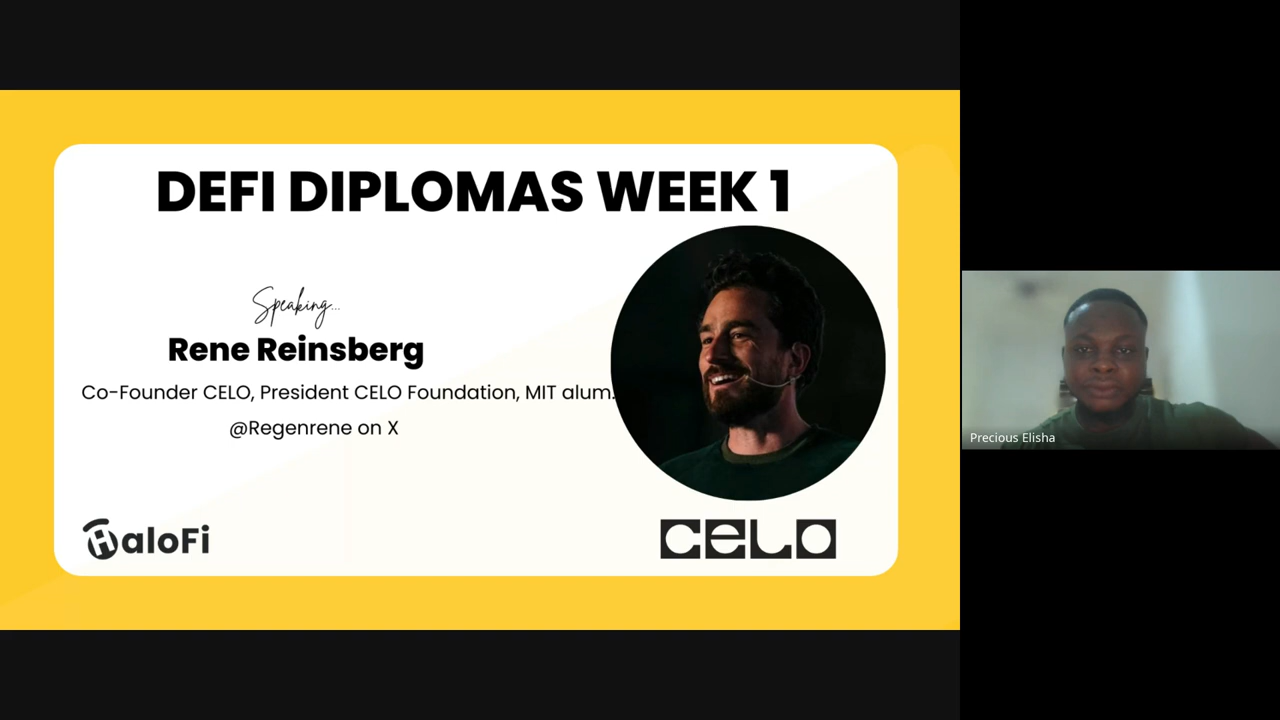 DEFI DIPLOMAS WEEK 1
Speaking...
Rene Reinsberg
Co-Founder CELO, President CELO Foundation, MIT alum.
@Regenrene on X
HaloFi
CELO
Precious Elisha